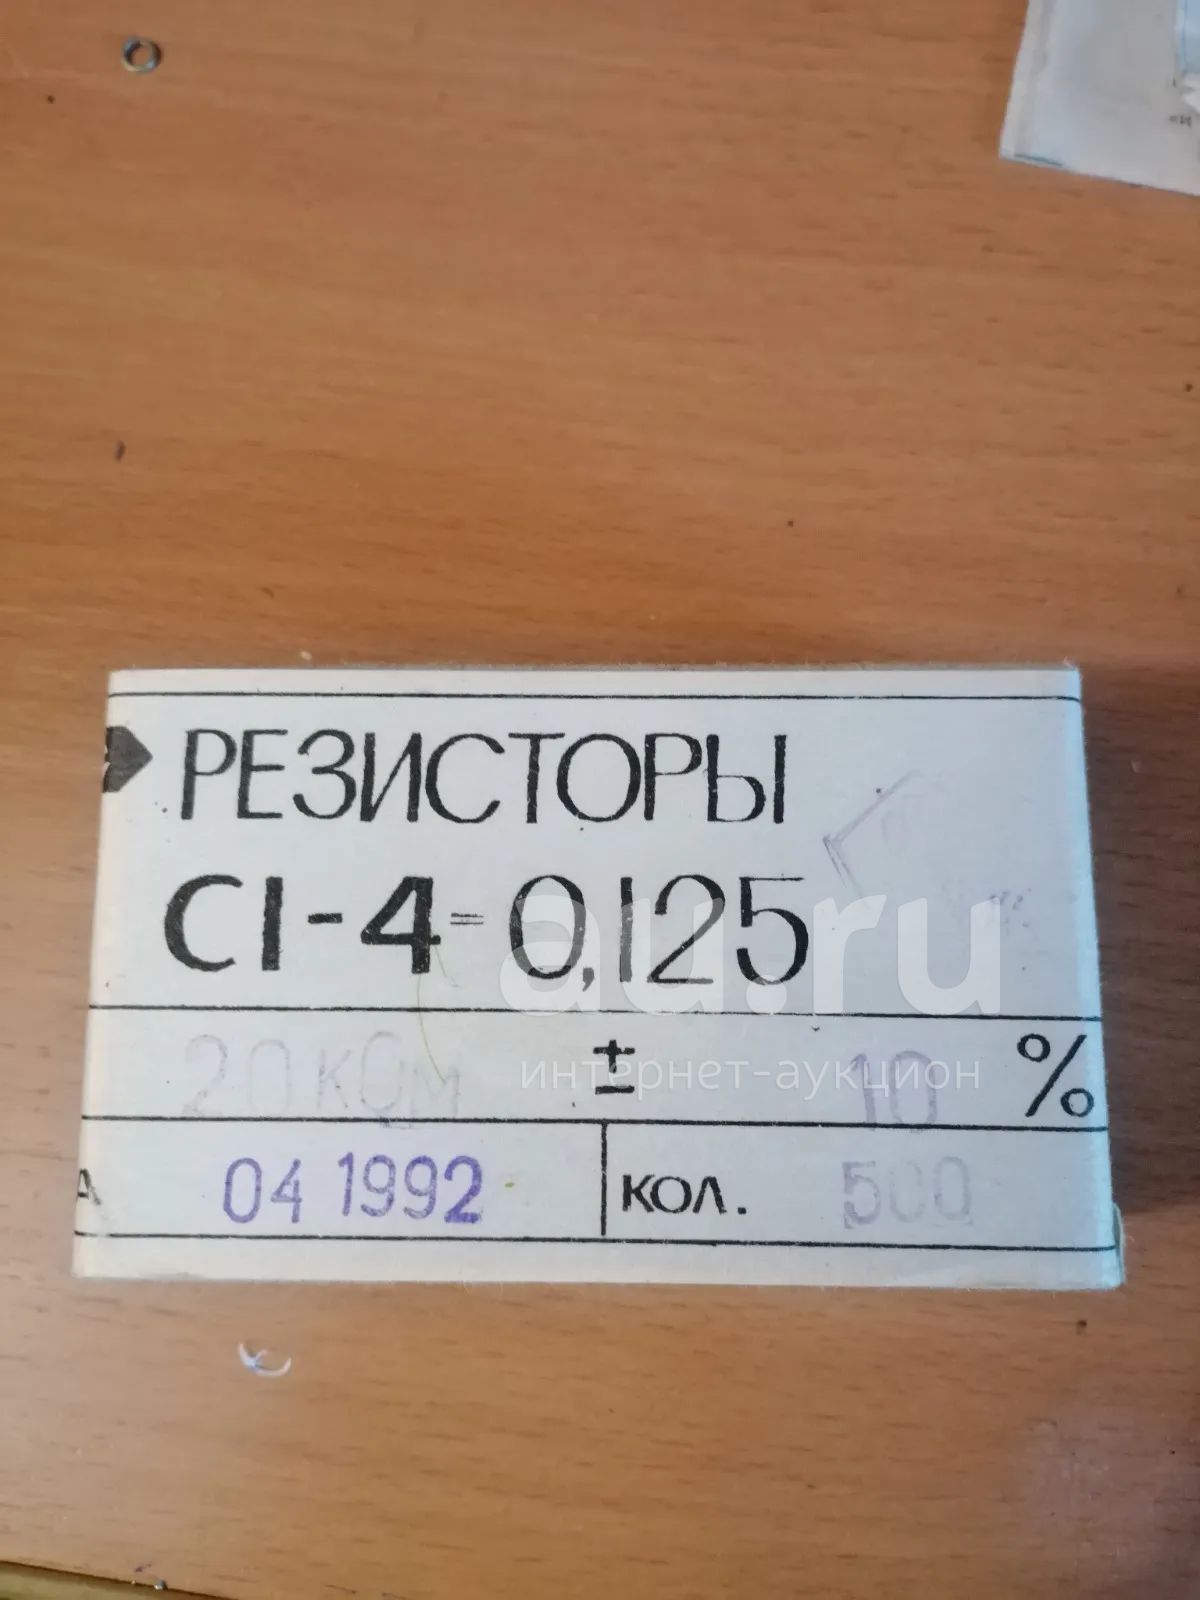 РЕЗИСТОРЫ
С1-4-0,125
au.ru
интернет-аукцион
20 кОм ± 10 %
04 1992 кол. 500